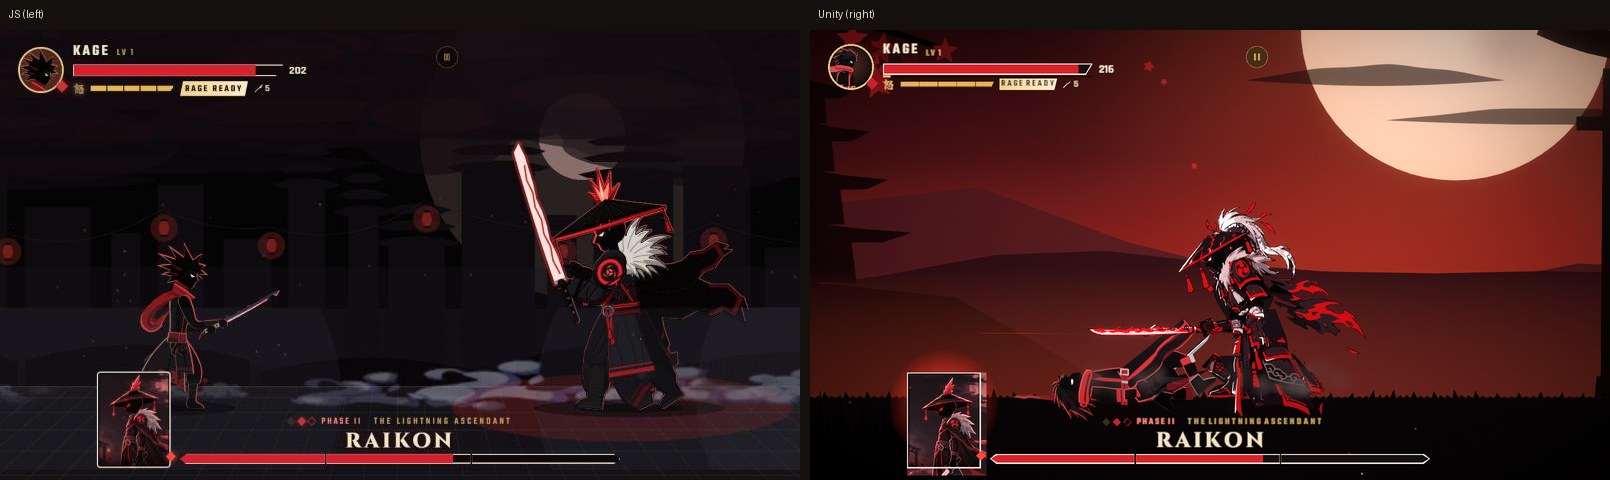 JS (left)
KAGE LV 1
202
RAGE READY 5
PHASE II THE LIGHTNING ASCENDANT
RAIKON
Unity (right)
KAGE LV 1
215
RAGE READY 5
PHASE II THE LIGHTNING ASCENDANT
RAIKON